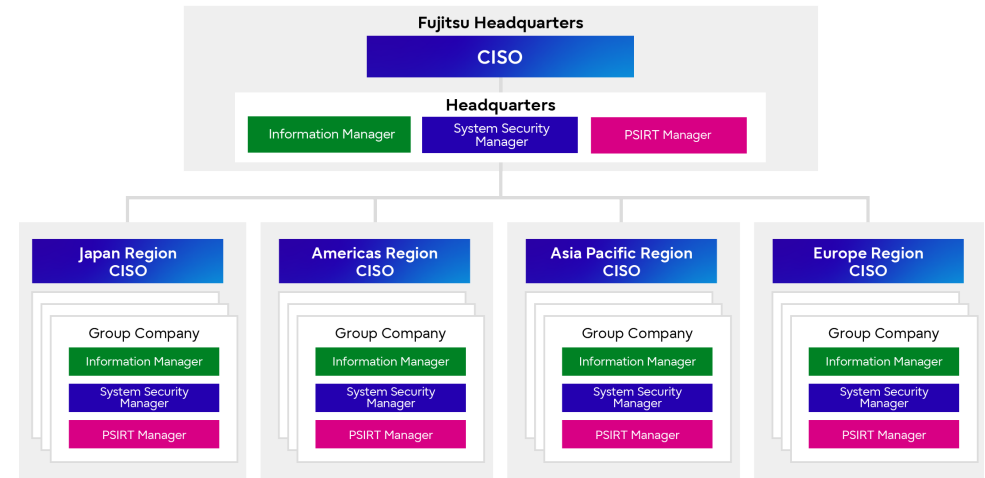 Fujitsu Headquarters
CISO
Headquarters
Information Manager
System Security
Manager
PSIRT Manager
Japan Region
CISO
Group Company
Information Manager
System Security
Manager
PSIRT Manager
Americas Region
CISO
Group Company
Information Manager
System Security
Manager
PSIRT Manager
Asia Pacific Region
CISO
Group Company
Information Manager
System Security
Manager
PSIRT Manager
Europe Region
CISO
Group Company
Information Manager
System Security
Manager
PSIRT Manager